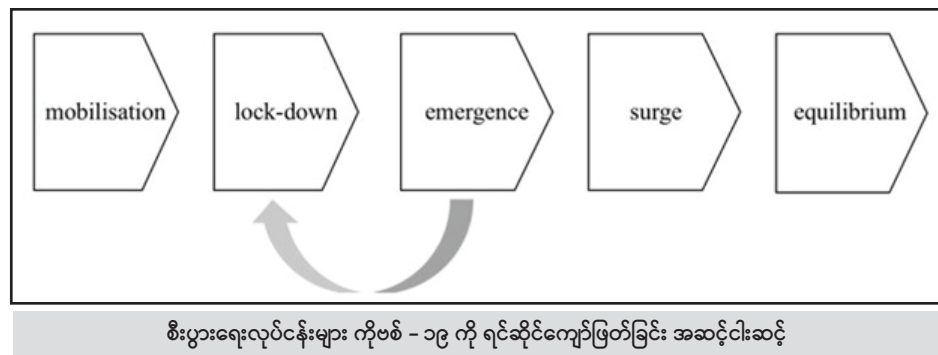 mobilisation lock-down emergence surge equilibrium
စီးပွားရေးလုပ်ငန်းများ ကိုဗစ် – ၁၉ ကို ရင်ဆိုင်ကျော်ဖြတ်ခြင်း အဆင့်ငါးဆင့်